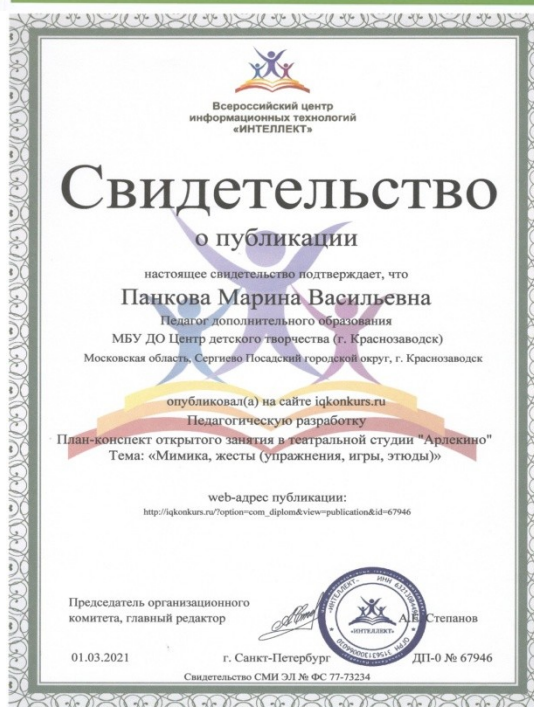 Всероссийский центр
информационных технологий
«ИНТЕЛЛЕКТ»
Свидетельство
о публикации
настоящее свидетельство подтверждает, что
Панкова Марина Васильевна
Педагог дополнительного образования
МБУ ДО Центр детского творчества (г. Краснозаводск)
Московская область, Сергиево Посадский городской округ, г. Краснозаводск
опубликовал(а) на сайте iqkonkurs.ru
Педагогическую разработку
План-конспект открытого занятия в театральной студии "Арлекино"
Тема: «Мимика, жесты (упражнения, игры, этюды)»
web-адрес публикации:
http://iqkonkurs.ru/?option=com_diplom&view=publication&id=67946
Председатель организационного
комитета, главный редактор
Степанов
«ИНТЕЛЛЕКТ»
ИНН
ОГРН
«ИНТЕЛЛЕКТ»
01.03.2021
г. Санкт-Петербург
ДП-0 № 67946
Свидетельство СМИ ЭЛ № ФС 77-73234